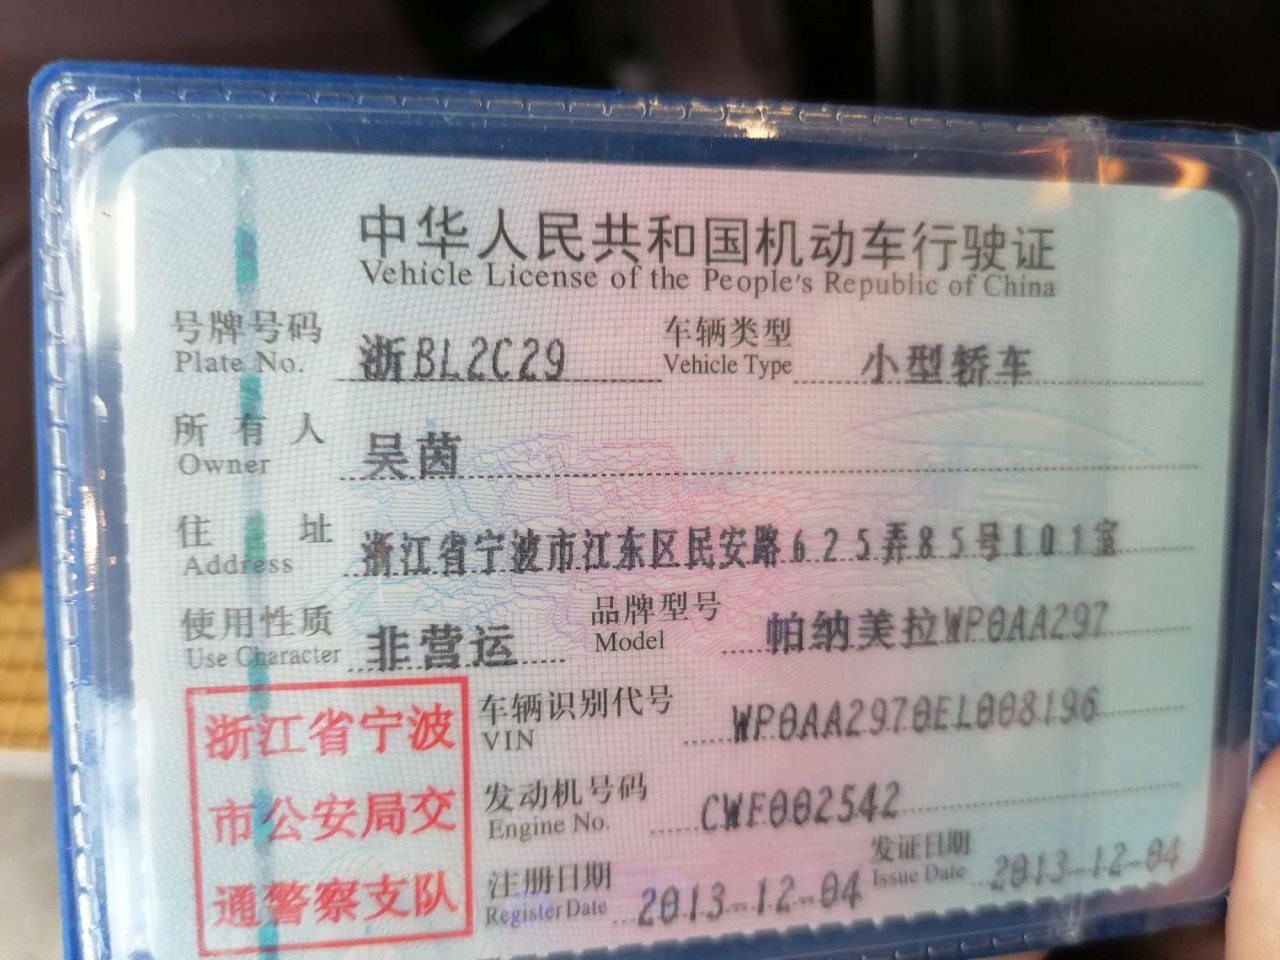 中华人民共和国机动车行驶证
Vehicle License of the People's Republic of China
号牌号码 浙BL2C29 车辆类型 小型轿车
Plate No. Vehicle Type
所有人 吴茵
Owner
住址 浙江省宁波市江东区民安路625弄85号101室
Address
使用性质 非营运 品牌型号 帕纳美拉WP0AA297
Use Character Model
浙江省宁波
市公安局交
通警察支队
车辆识别代号 WP0AA2970EL008196
VIN
发动机号码 CWF002542
Engine No.
注册日期 2013-12-04 发证日期 2013-12-04
Register Date Issue Date